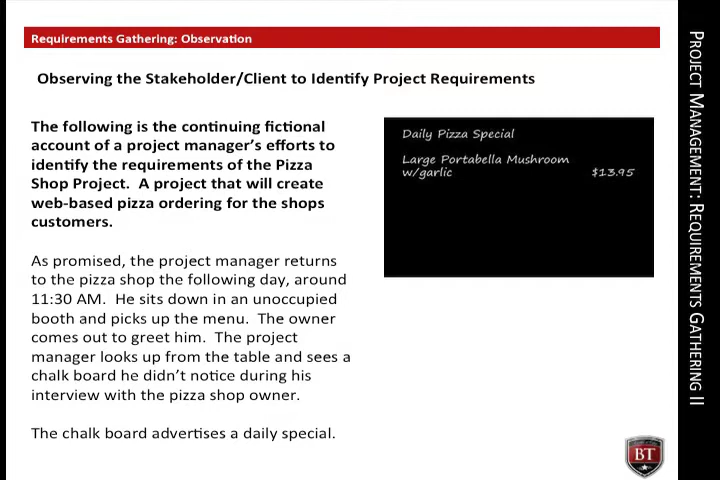 Requirements Gathering: Observation
Observing the Stakeholder/Client to Identify Project Requirements
The following is the continuing fictional
account of a project manager's efforts to
identify the requirements of the Pizza
Shop Project.  A project that will create
web-based pizza ordering for the shops
customers.
As promised, the project manager returns
to the pizza shop the following day, around
11:30 AM.  He sits down in an unoccupied
booth and picks up the menu.  The owner
comes out to greet him.  The project
manager looks up from the table and sees a
chalk board he didn't notice during his
interview with the pizza shop owner.
The chalk board advertises a daily special.
Daily Pizza Special
Large Portabella Mushroom
w/garlic $13.95
Project Management: Requirements Gathering II
BT